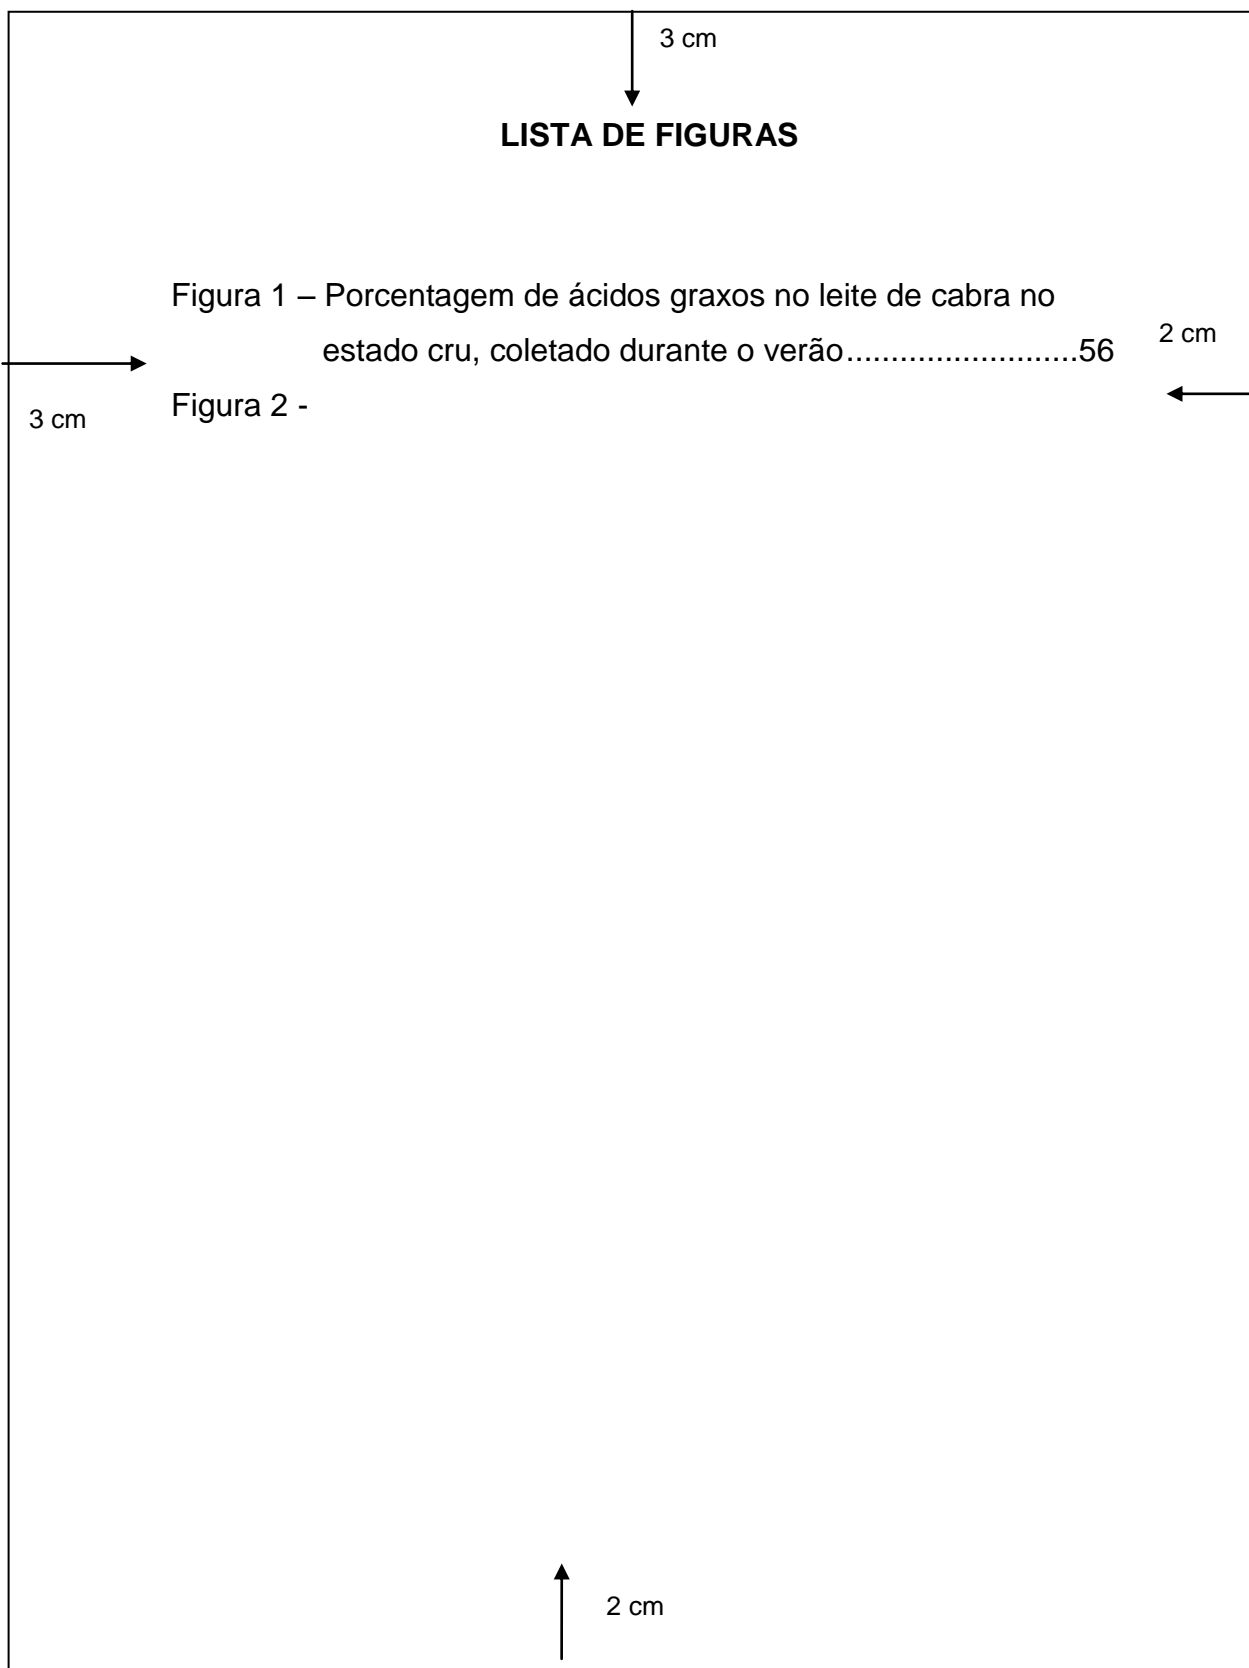 3 cm
LISTA DE FIGURAS
Figura 1 – Porcentagem de ácidos graxos no leite de cabra no
estado cru, coletado durante o verão..........................56
2 cm
Figura 2 -
3 cm
2 cm